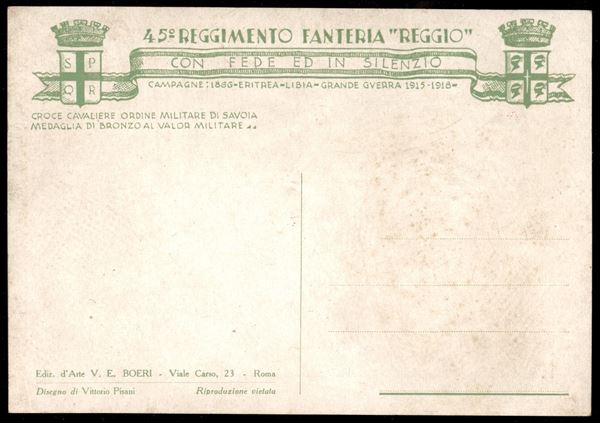 45º REGGIMENTO FANTERIA "REGGIO"
CON FEDE ED IN SILENZIO
CAMPAGNE: 1866=ERITREA=LIBIA=GRANDE GVERRA 1915-1918=
S P
Q R
CROCE CAVALIERE ORDINE MILITARE DI SAVOIA
MEDAGLIA DI BRONZO AL VALOR MILITARE
Ediz. d'Arte V. E. BOERI - Viale Carso, 23 - Roma
Disegno di Vittorio Pisani Riproduzione vietata